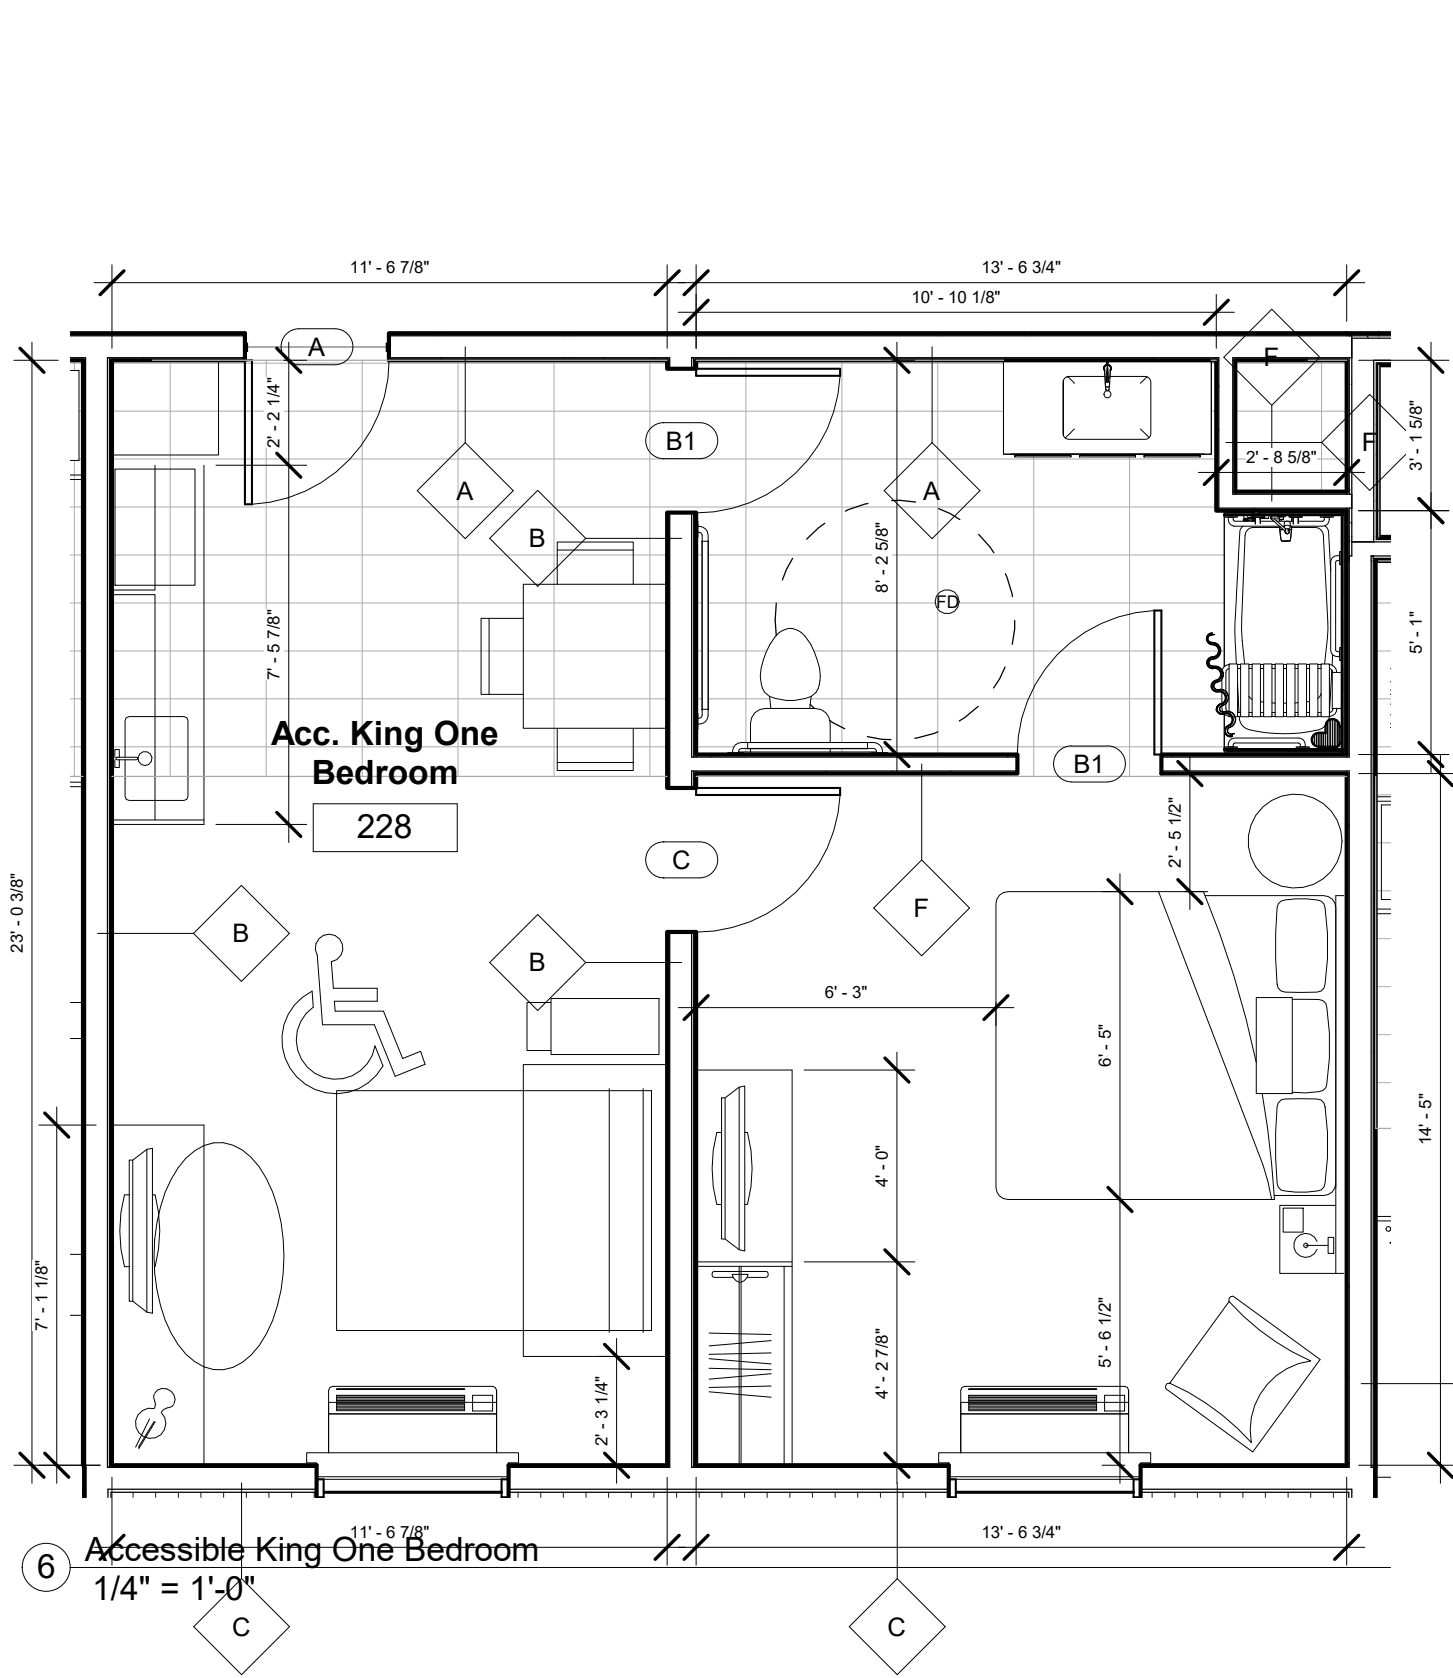 11' - 6 7/8"
13' - 6 3/4"
10' - 10 1/8"
A
F
2' - 2 1/4"
B1
F
3' - 1 5/8"
2' - 8 5/8"
A
A
B
8' - 2 5/8"
FD
7' - 5 7/8"
5' - 1"
Acc. King One
Bedroom
B1
228
2' - 5 1/2"
C
23' - 0 3/8"
F
B
B
6' - 3"
6' - 5"
14' - 5"
4' - 0"
7' - 1 1/8"
5' - 6 1/2"
4' - 2 7/8"
2' - 3 1/4"
11' - 6 7/8"
13' - 6 3/4"
6
Accessible King One Bedroom
1/4" = 1'-0"
C
C